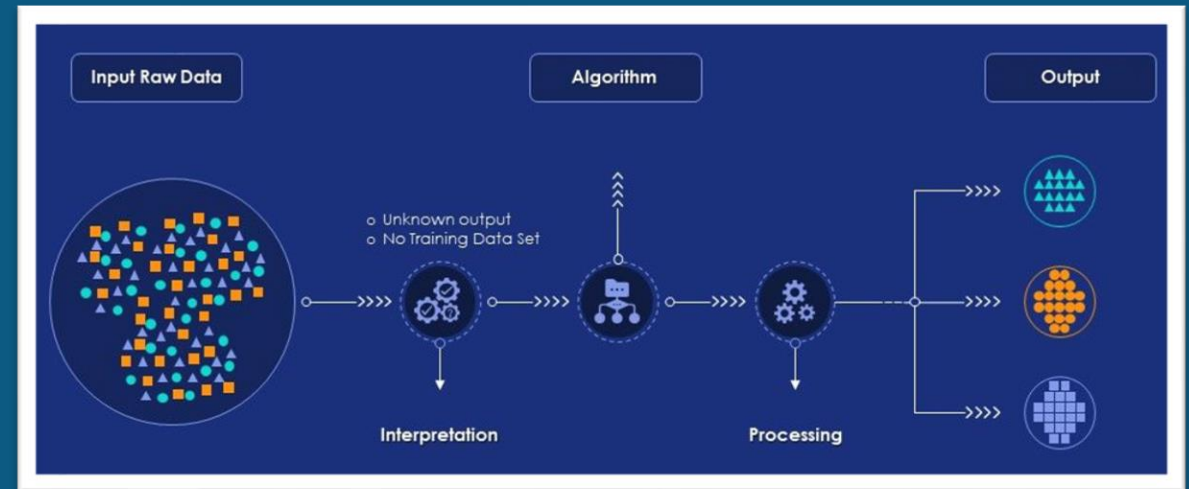 Input Raw Data
Algorithm
Output
Unknown output
No Training Data Set
Interpretation
Processing